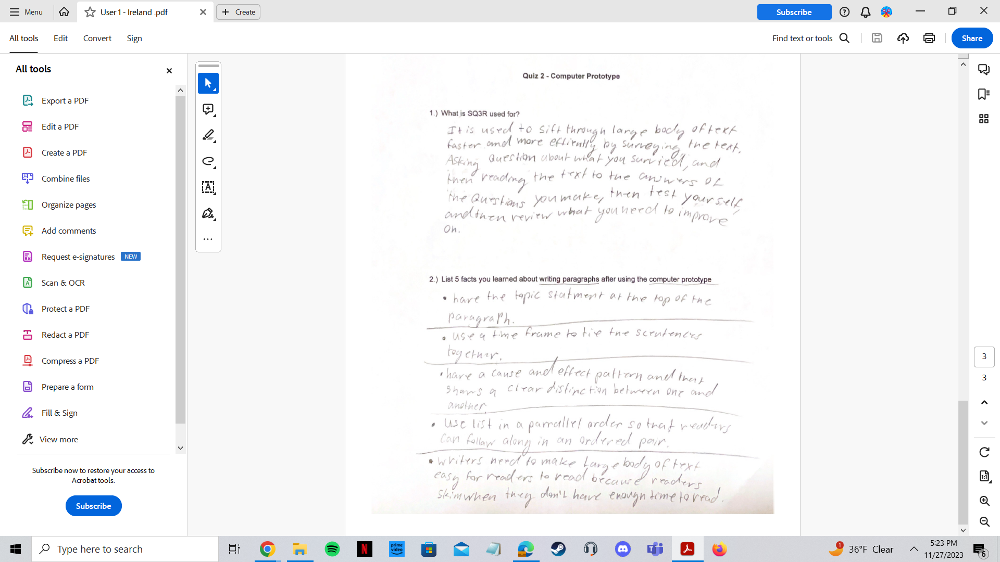 Menu
User 1 - Ireland .pdf
Create
Subscribe
All tools
Edit
Convert
Sign
Find text or tools
Share
All tools
Export a PDF
Edit a PDF
Create a PDF
Combine files
Organize pages
Add comments
Request e-signatures NEW
Scan & OCR
Protect a PDF
Redact a PDF
Compress a PDF
Prepare a form
Fill & Sign
View more
Subscribe now to restore your access to
Acrobat tools.
Subscribe
Quiz 2 - Computer Prototype
1.) What is SQ3R used for?
It is used to sift through large body of text
faster and more effiently by surveying the text.
Asking Question about what you survied, and
then reading the text to the answers of
the Questions you make, then test yourself,
and then review what you need to improve
on.
2.) List 5 facts you learned about writing paragraphs after using the computer prototype
• have the topic statment at the top of the
paragraph.
• use a time frame to tie the scentences
together.
• have a cause and effect pattern and that
shows a clear distinction between one and
another.
• use list in a parrallel order so that readers
can follow along in an ordered pair.
• Writers need to make Large body of text
easy for readers to read because readers
skim when they don't have enough time to read.
3
3
1:1
Type here to search
prime
video
1
36°F Clear
5:23 PM
11/27/2023
6